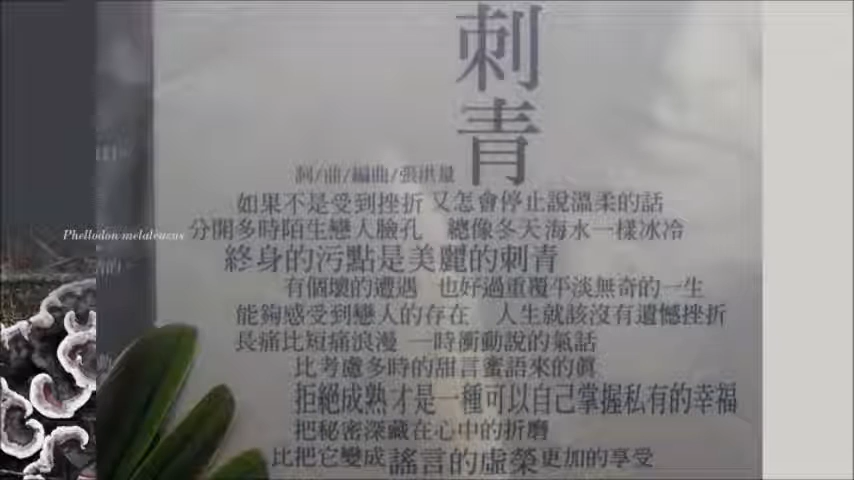 刺青
詞/曲/編曲/張洪量
如果不是受到挫折 又怎會停止說溫柔的話
分開多時陌生戀人臉孔 總像冬天海水一樣冰冷
Phellodon melaleucus
終身的污點是美麗的刺青
有個壞的遭遇 也好過重覆平淡無奇的一生
能夠感受到戀人的存在 人生就該沒有遺憾挫折
長痛比短痛浪漫 一時衝動說的氣話
比考慮多時的甜言蜜語來的真
拒絕成熟才是一種可以自己掌握私有的幸福
把秘密深藏在心中的折磨
比把它變成謠言的虛榮更加的享受